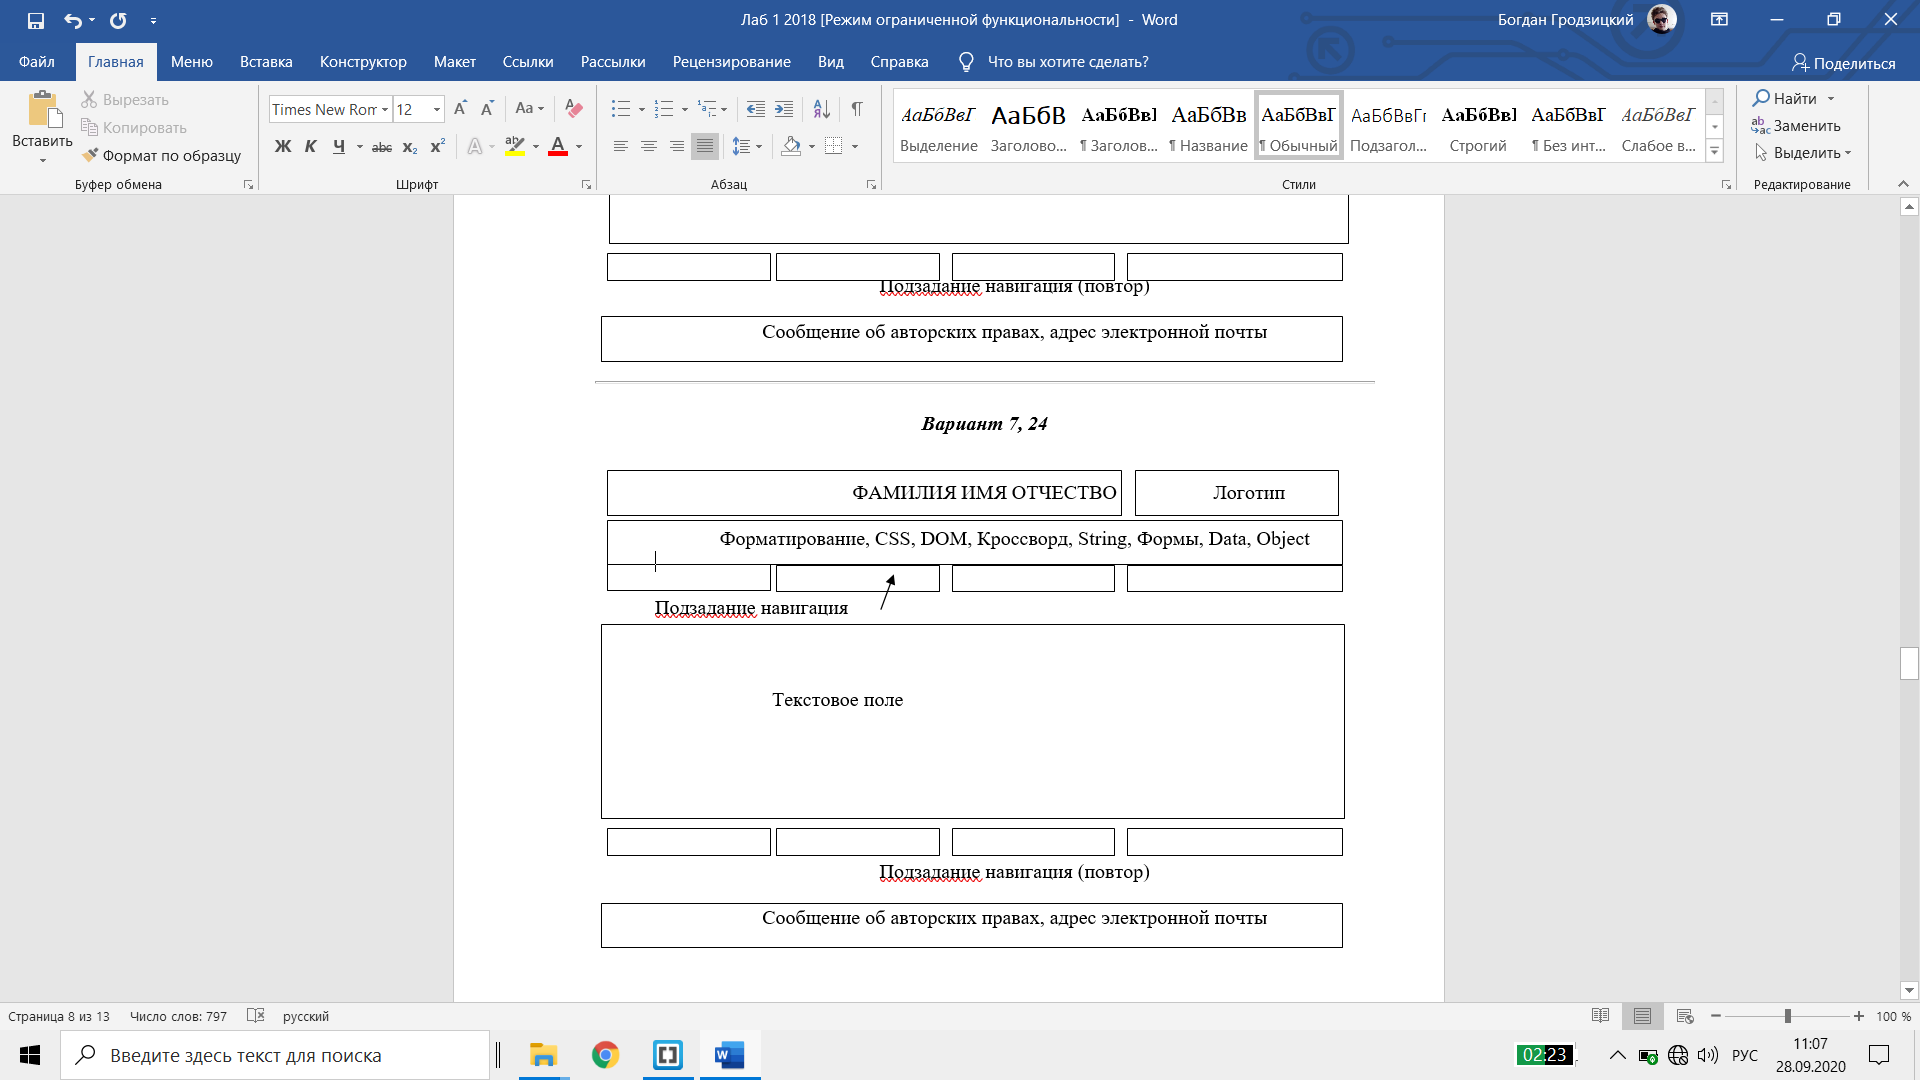 Лаб 1 2018 [Режим ограниченной функциональности] - Word
Богдан Гродзицкий
Файл Главная Меню Вставка Конструктор Макет Ссылки Рассылки Рецензирование Вид Справка Что вы хотите сделать? Поделиться
Вставить
Вырезать
Копировать
Формат по образцу
Буфер обмена
Times New Ror 12
Aa
Ж К Ч abc x₂ x²
Шрифт
Абзац
АаБбВвГ АаБбВ АаБбВвІ АаБбВв АаБбВвГ АаБбВвГг АаБбВвІ АаБбВвГ АаБбВвГ
Выделение Заголово... ¶ Заголов... ¶ Название ¶ Обычный Подзагол... Строгий ¶ Без инт... Слабое в...
Стили
Найти
Заменить
Выделить
Редактирование
Подзадание навигация (повтор)
Сообщение об авторских правах, адрес электронной почты
Вариант 7, 24
ФАМИЛИЯ ИМЯ ОТЧЕСТВО
Логотип
Форматирование, CSS, DOM, Кроссворд, String, Формы, Data, Object
Подзадание навигация
Текстовое поле
Подзадание навигация (повтор)
Сообщение об авторских правах, адрес электронной почты
Страница 8 из 13 Число слов: 797 русский
100 %
Введите здесь текст для поиска
02:23
РУС
11:07
28.09.2020